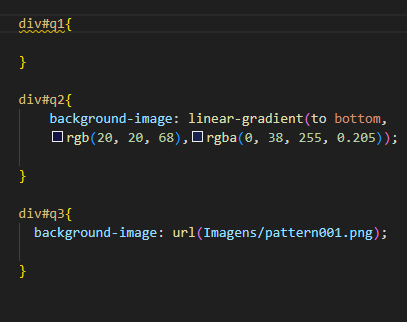 div#q1{
}
div#q2{
background-image: linear-gradient(to bottom,
rgb(20, 20, 68),rgba(0, 38, 255, 0.205));
}
div#q3{
background-image: url(Imagens/pattern001.png);
}